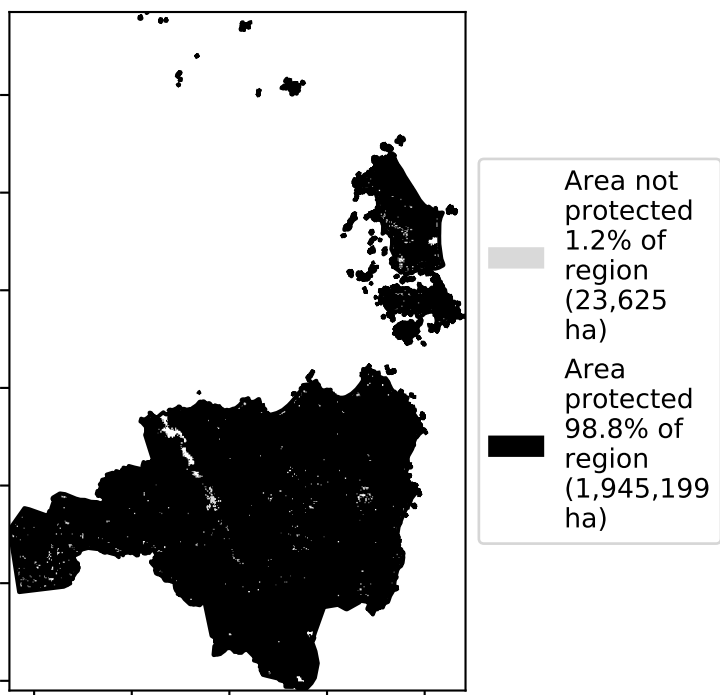 Area not
protected
1.2% of
region
(23,625
ha)
Area
protected
98.8% of
region
(1,945,199
ha)